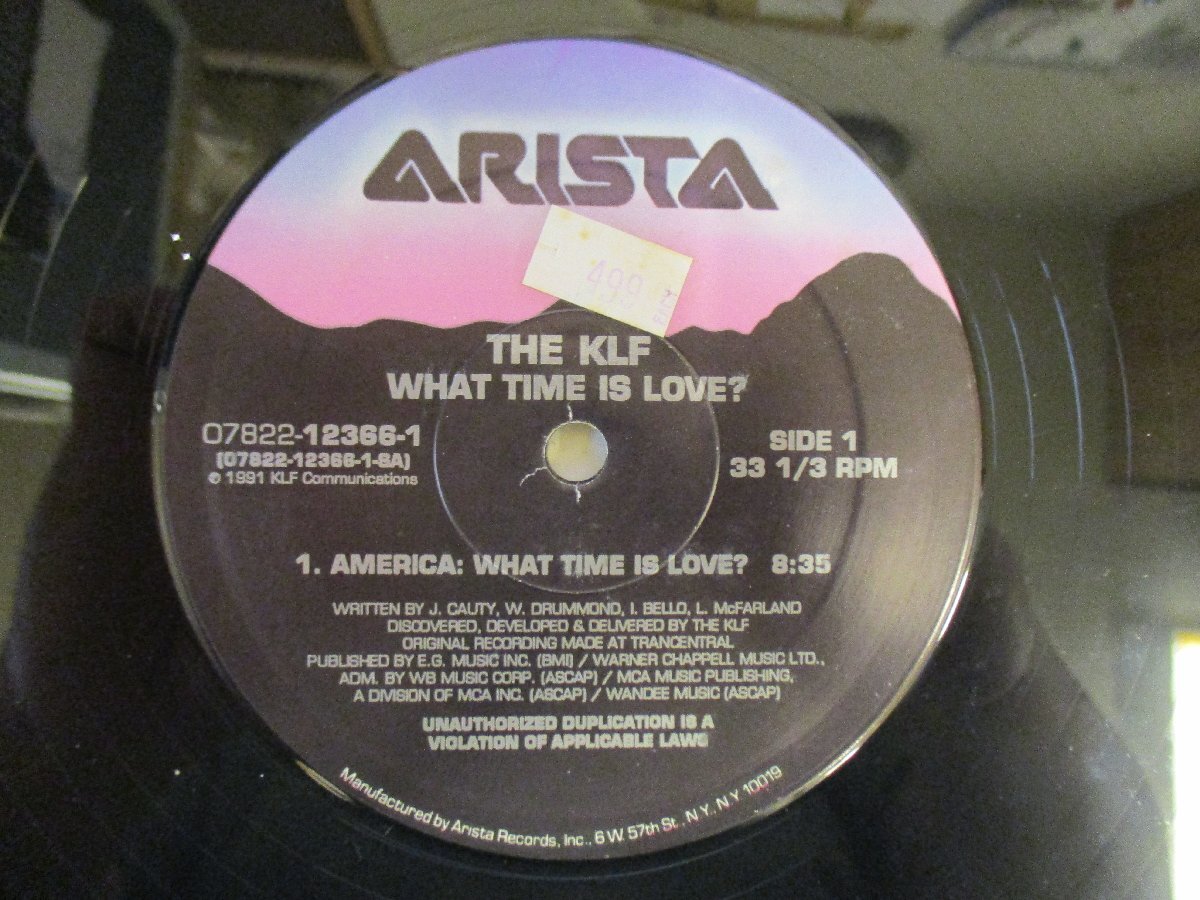 ARISTA
499
THE KLF
WHAT TIME IS LOVE?
07822-12366-1
(07822-12366-1-SA)
℗ 1991 KLF Communications
SIDE 1
33 1/3 RPM
1. AMERICA: WHAT TIME IS LOVE? 8:35
WRITTEN BY J. CAUTY, W. DRUMMOND, I. BELLO, L. McFARLAND
DISCOVERED, DEVELOPED & DELIVERED BY THE KLF
ORIGINAL RECORDING MADE AT TRANCENTRAL
PUBLISHED BY E.G. MUSIC INC. (BMI) / WARNER CHAPPELL MUSIC LTD.,
ADM. BY WB MUSIC CORP. (ASCAP) / MCA MUSIC PUBLISHING,
A DIVISION OF MCA INC. (ASCAP) / WANDEE MUSIC (ASCAP)
UNAUTHORIZED DUPLICATION IS A
VIOLATION OF APPLICABLE LAWS
Manufactured by Arista Records, Inc., 6 W. 57th St., N.Y., N.Y 10019